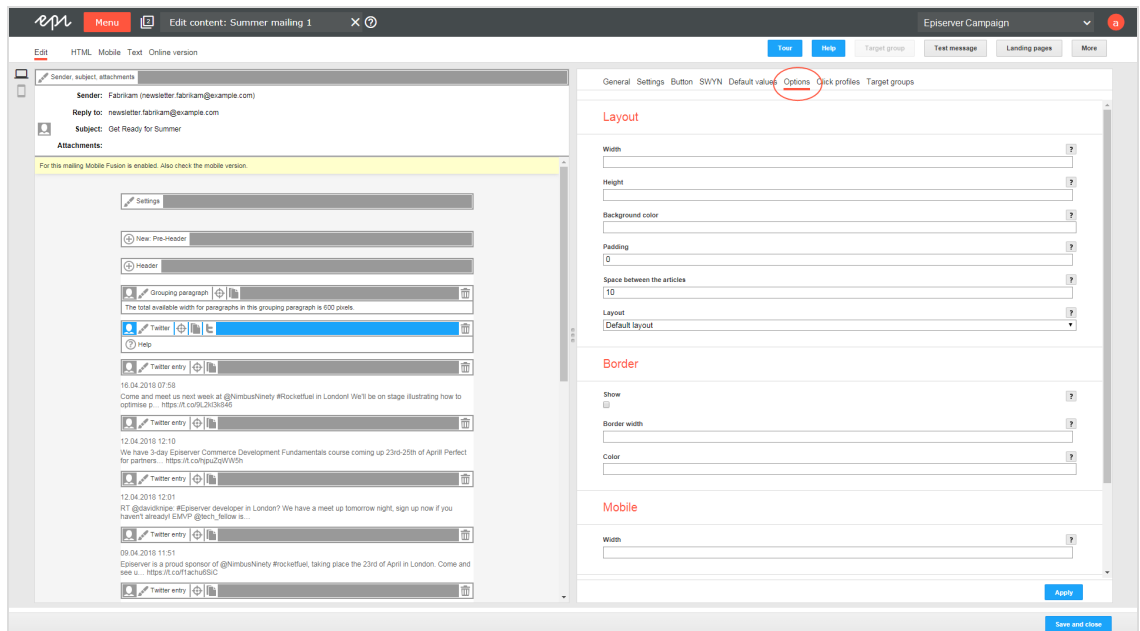 epi Menu 2 Edit content: Summer mailing 1 X ? Episerver Campaign a
Edit HTML Mobile Text Online version Tour Help Target group Test message Landing pages More
Sender, subject, attachments
Sender: Fabrikam (newsletter.fabrikam@example.com)
Reply to: newsletter.fabrikam@example.com
Subject: Get Ready for Summer
Attachments:
For this mailing Mobile Fusion is enabled. Also check the mobile version.
Settings
New: Pre-Header
Header
Grouping paragraph
The total available width for paragraphs in this grouping paragraph is 600 pixels.
Twitter
? Help
Twitter entry
16.04.2018 07:58
Come and meet us next week at @NimbusNinety #Rocketfuel in London! We'll be on stage illustrating how to
optimise p... https://t.co/9L2kI3k846
Twitter entry
12.04.2018 12:10
We have 3-day Episerver Commerce Development Fundamentals course coming up 23rd-25th of April! Perfect
for partners... https://t.co/hjpuZqWW5h
Twitter entry
12.04.2018 12:01
RT @davidknipe: #Episerver developer in London? We have a meet up tomorrow night, sign up now if you
haven't already! EMVP @tech_fellow is...
Twitter entry
09.04.2018 11:51
Episerver is a proud sponsor of @NimbusNinety #rocketfuel, taking place the 23rd of April in London. Come and
see u... https://t.co/f1achu6SiC
Twitter entry
General Settings Button SWYN Default values Options Click profiles Target groups
Layout
Width ?
Height ?
Background color ?
Padding ?
0
Space between the articles ?
10
Layout ?
Default layout
Border
Show ?
Border width ?
Color ?
Mobile
Width ?
Apply
Save and close